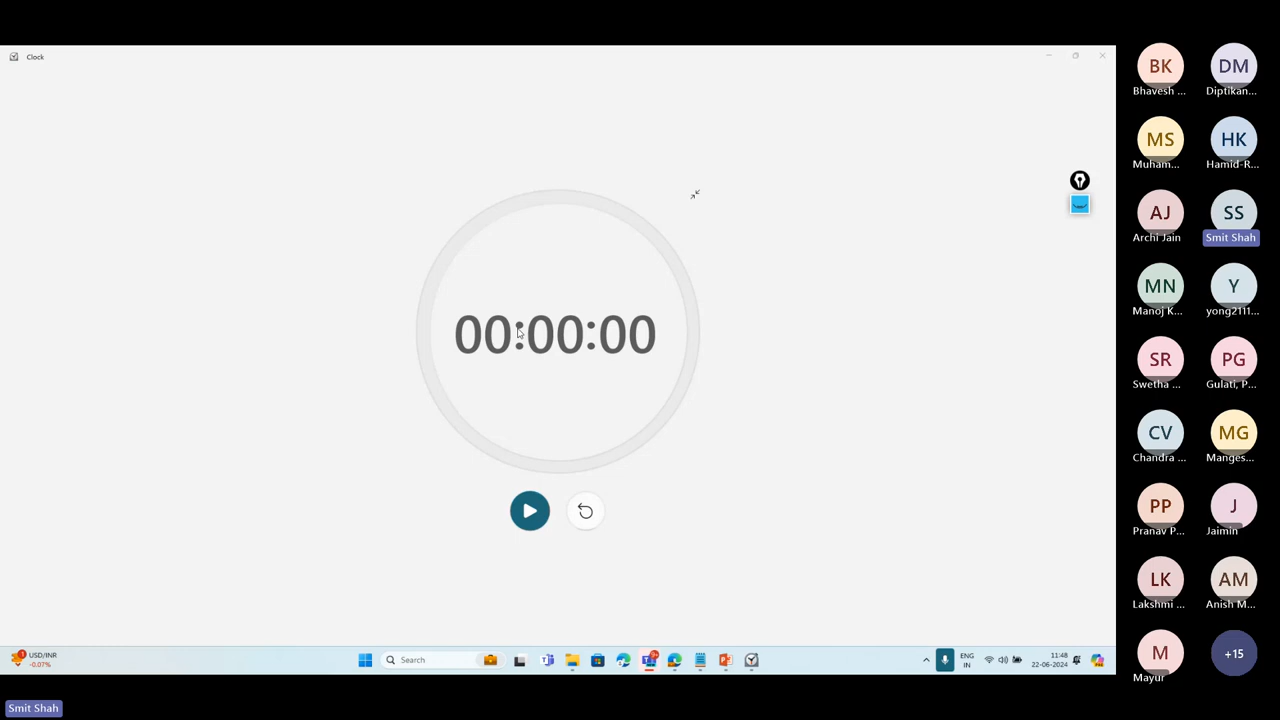 Clock
00:00:00
BK
Bhavesh ...
DM
Diptikan...
MS
Muham...
HK
Hamid-R...
AJ
Archi Jain
SS
Smit Shah
MN
Manoj K...
Y
yong2111...
SR
Swetha ...
PG
Gulati, P...
CV
Chandra ...
MG
Manges...
PP
Pranav P...
J
Jaimin
LK
Lakshmi ...
AM
Anish M...
M
Mayur
+15
1
USD/INR
-0.07%
Search
ENG
IN
11:48
22-06-2024
Smit Shah